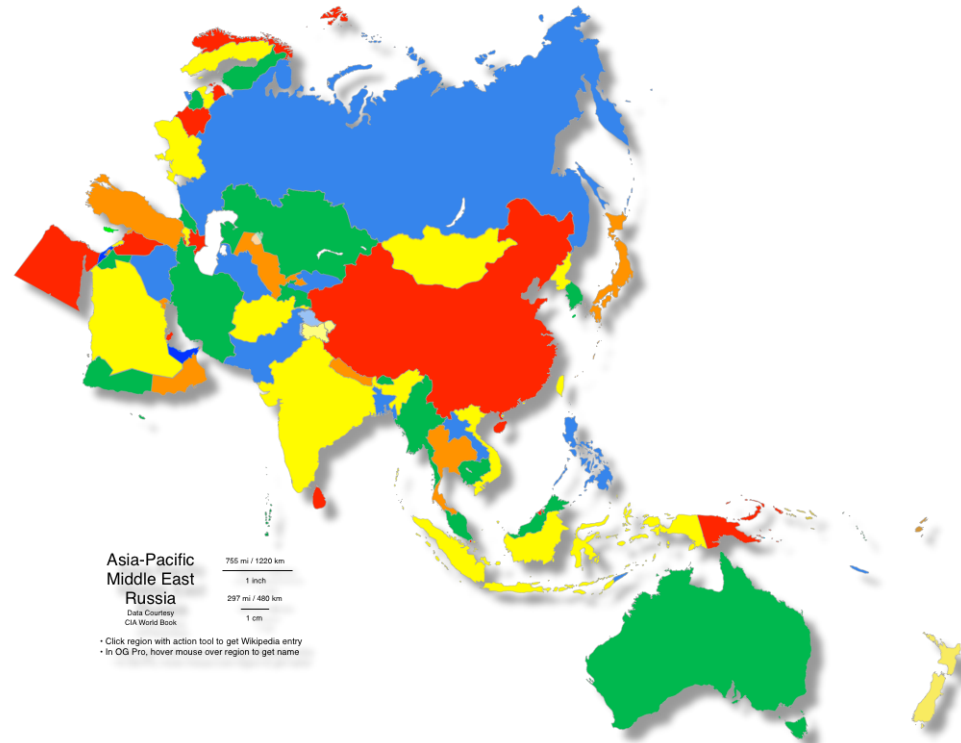 Asia-Pacific
Middle East
Russia
Data Courtesy
CIA World Book
755 mi / 1220 km
1 inch
297 mi / 480 km
1 cm
• Click region with action tool to get Wikipedia entry
• In OG Pro, hover mouse over region to get name